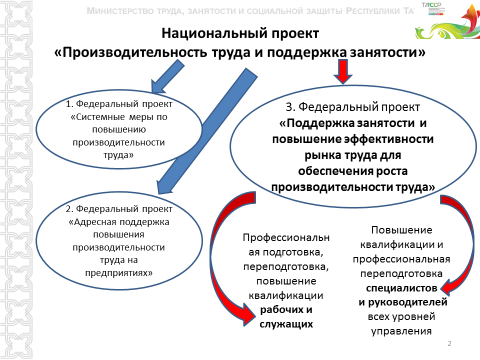 Министерство труда, занятости и социальной защиты Республики Та
Национальный проект
«Производительность труда и поддержка занятости»
1. Федеральный проект
«Системные меры по
повышению
производительности
труда»
2. Федеральный проект
«Адресная поддержка
повышения
производительности
труда на
предприятиях»
3. Федеральный проект
«Поддержка занятости и
повышение эффективности
рынка труда для
обеспечения роста
производительности труда»
Профессиональн
ая подготовка,
переподготовка,
повышение
квалификации
рабочих и
служащих
Повышение
квалификации и
профессиональная
переподготовка
специалистов
и руководителей
всех уровней
управления
2